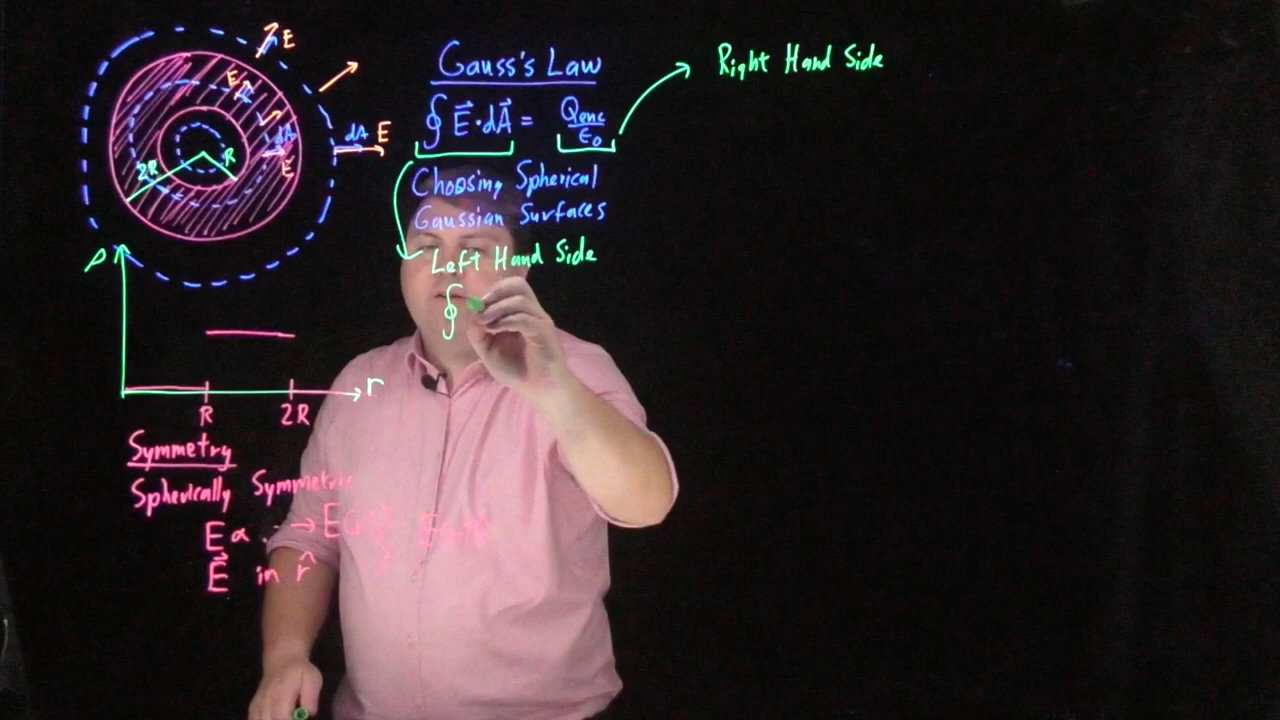 E
E
dA
E
dA E
2R
R
ρ
r
R
2R
Symmetry
Spherically Symmetric
E α
E⃗ in r̂
Gauss's Law
∮ E⃗·dA⃗ = Qenc/ϵ0
Choosing Spherical
Gaussian Surfaces
Left Hand Side
∮
Right Hand Side